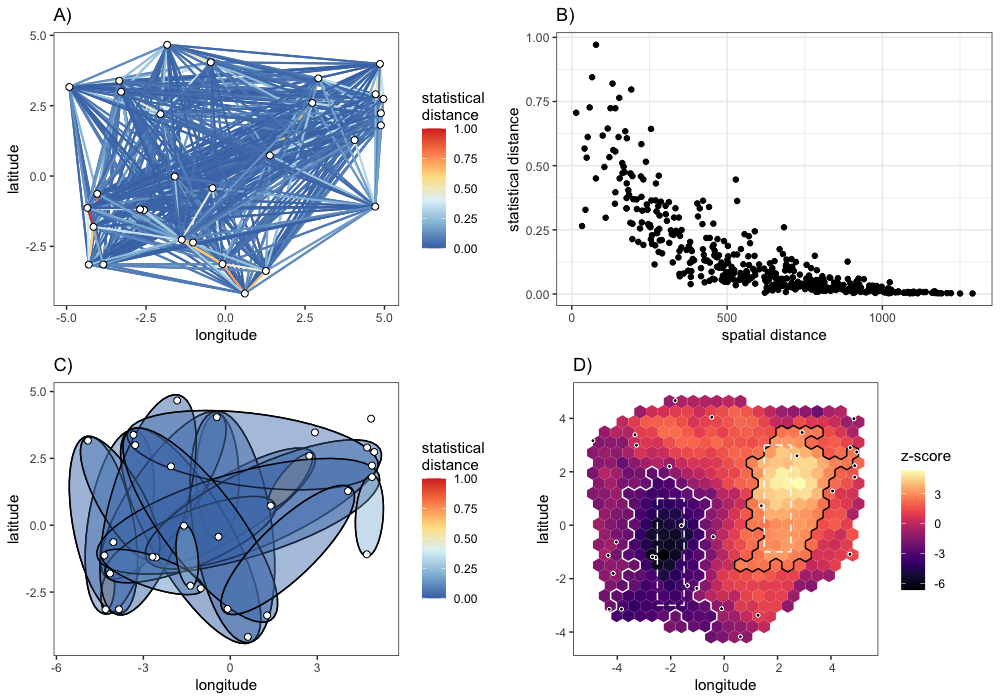 A)
5.0
2.5
0.0
-2.5
latitude
-5.0 -2.5 0.0 2.5 5.0
longitude
statistical
distance
1.00
0.75
0.50
0.25
0.00
B)
1.00
0.75
0.50
0.25
0.00
statistical distance
0 500 1000
spatial distance
C)
5.0
2.5
0.0
-2.5
latitude
-6 -3 0 3
longitude
statistical
distance
1.00
0.75
0.50
0.25
0.00
D)
4
2
0
-2
-4
latitude
-4 -2 0 2 4
longitude
z-score
3
0
-3
-6